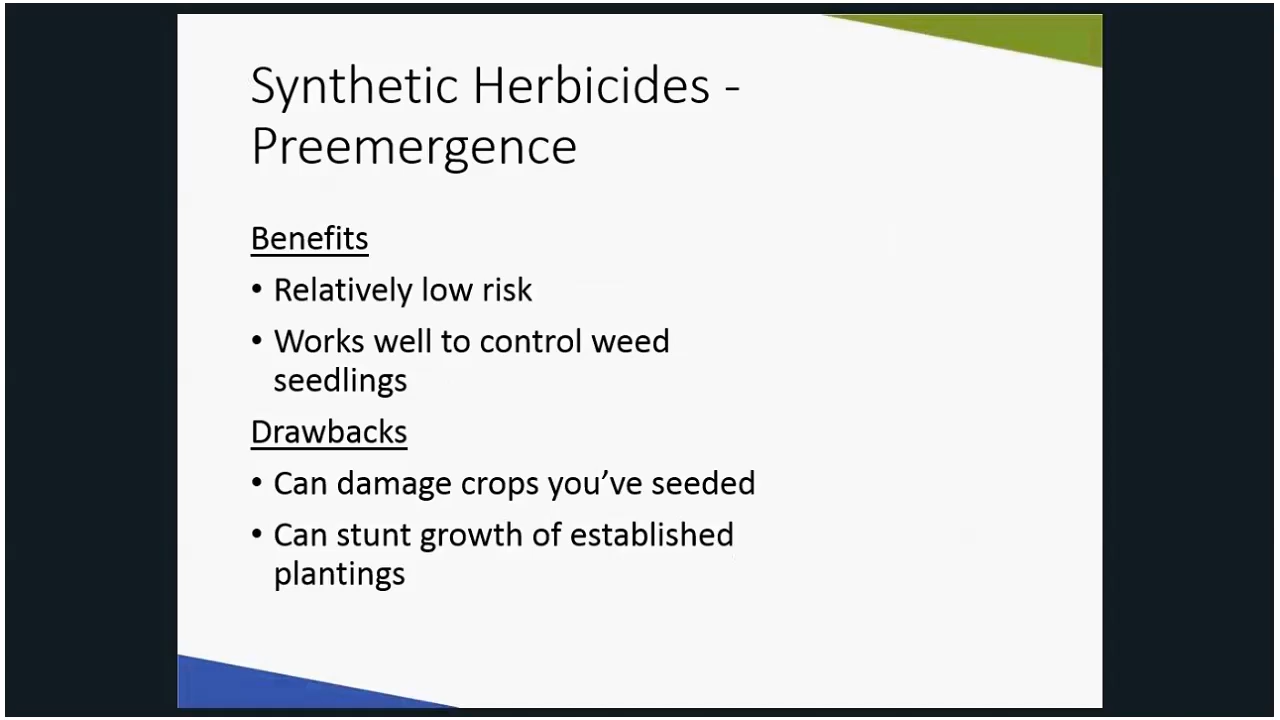 Synthetic Herbicides -
Preemergence
Benefits
• Relatively low risk
• Works well to control weed
seedlings
Drawbacks
• Can damage crops you’ve seeded
• Can stunt growth of established
plantings